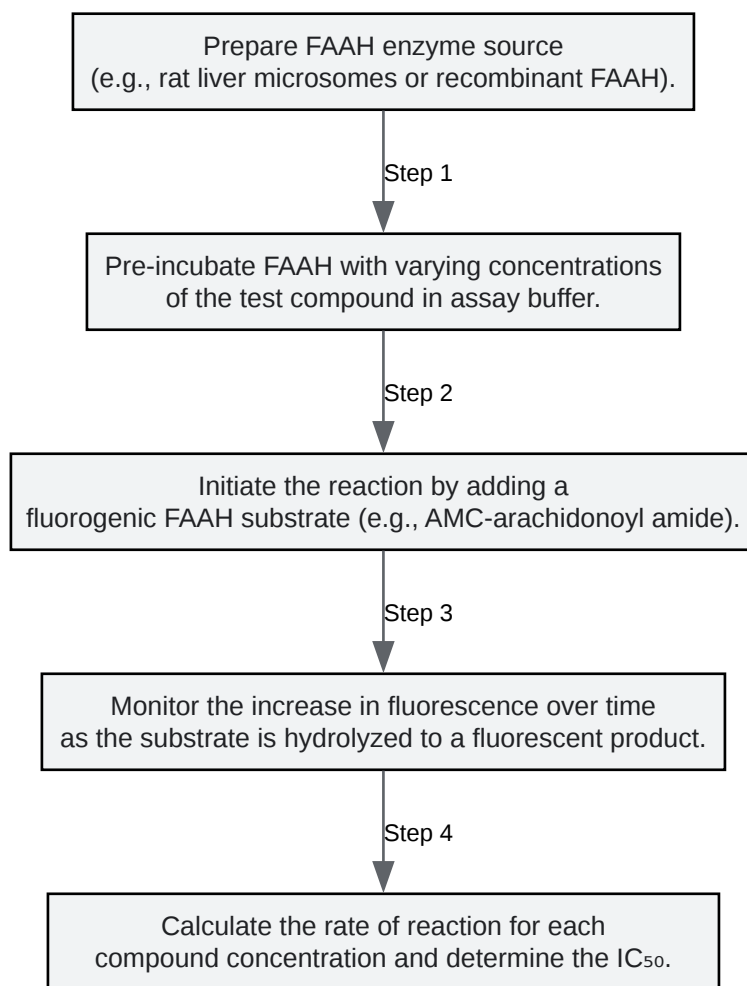 Prepare FAAH enzyme source
(e.g., rat liver microsomes or recombinant FAAH).
Step 1
Pre-incubate FAAH with varying concentrations
of the test compound in assay buffer.
Step 2
Initiate the reaction by adding a
fluorogenic FAAH substrate (e.g., AMC-arachidonoyl amide).
Step 3
Monitor the increase in fluorescence over time
as the substrate is hydrolyzed to a fluorescent product.
Step 4
Calculate the rate of reaction for each
compound concentration and determine the IC₅₀.